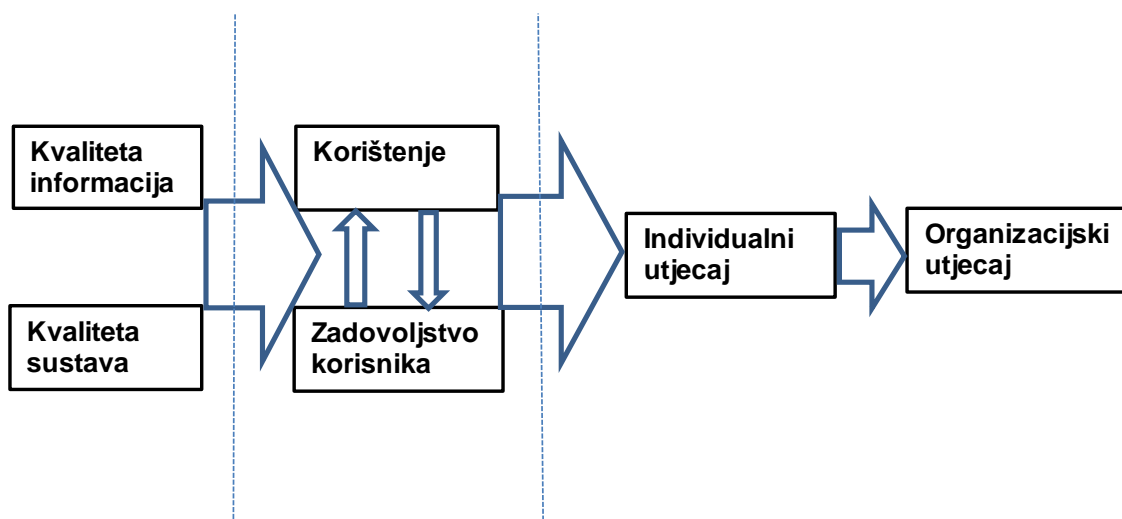 Kvaliteta
informacija
Kvaliteta
sustava
Korištenje
Zadovoljstvo
korisnika
Individualni
utjecaj
Organizacijski
utjecaj